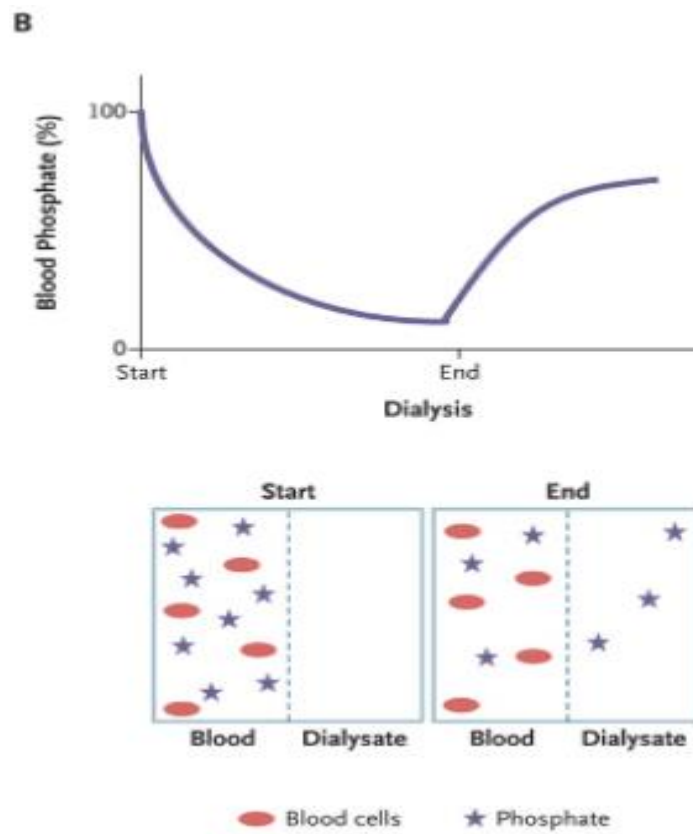 B
100
Blood Phosphate (%)
0
Start End
Dialysis
Start End
Blood Dialysate Blood Dialysate
Blood cells Phosphate